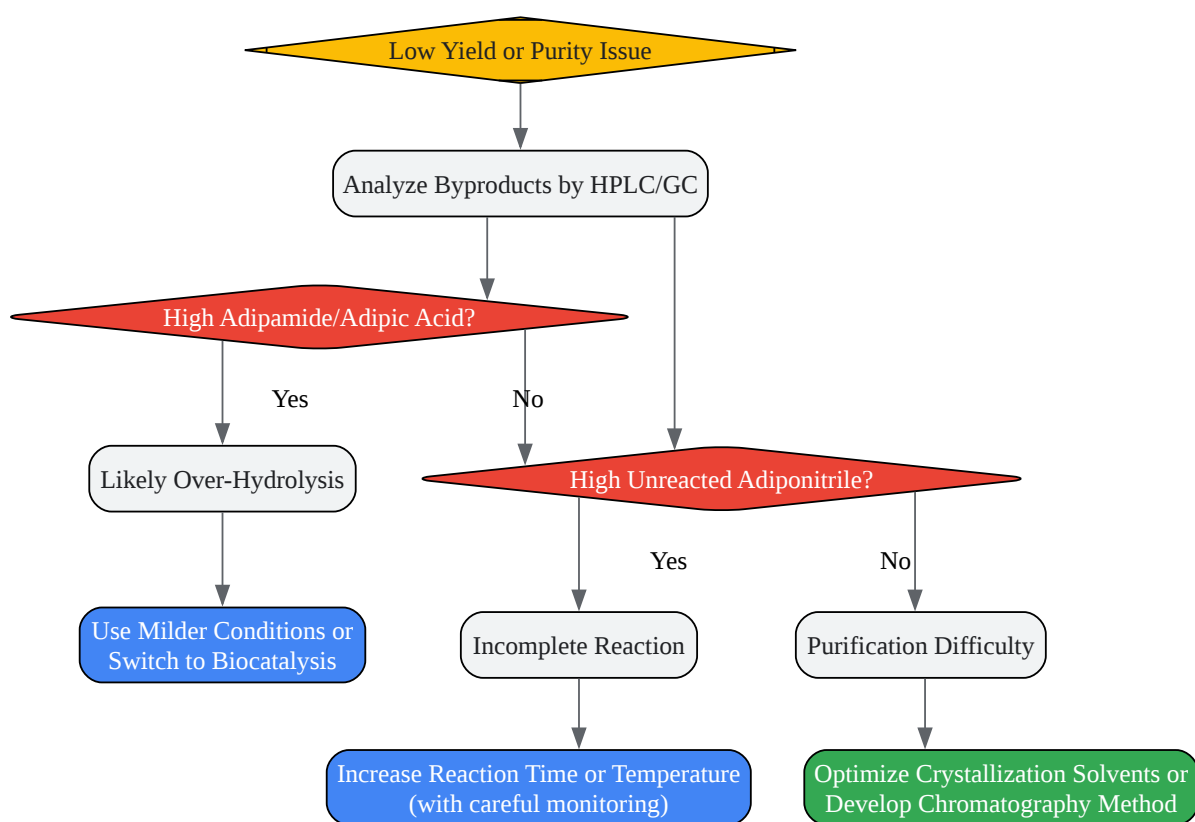 Low Yield or Purity Issue
Analyze Byproducts by HPLC/GC
High Adipamide/Adipic Acid?
Yes
No
Likely Over-Hydrolysis
High Unreacted Adiponitrile?
Yes
No
Use Milder Conditions or
Switch to Biocatalysis
Incomplete Reaction
Purification Difficulty
Increase Reaction Time or Temperature
(with careful monitoring)
Optimize Crystallization Solvents or
Develop Chromatography Method